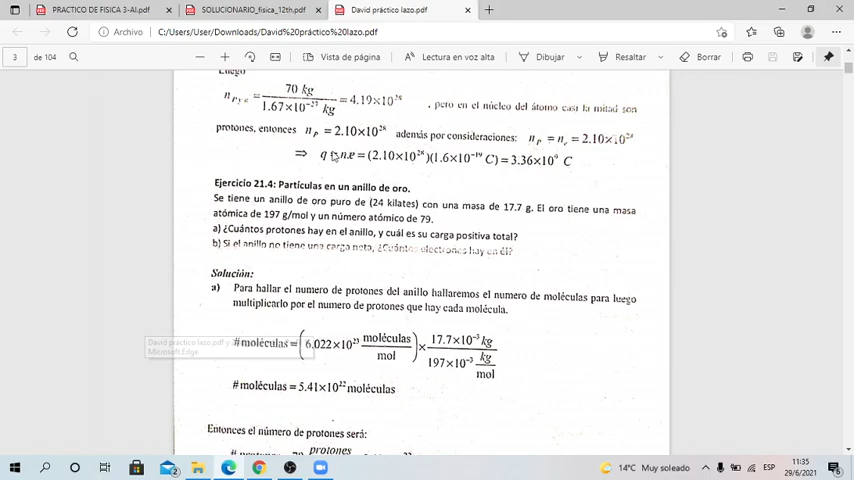 PRACTICO DE FISICA 3-AI.pdf
SOLUCIONARIO_fisica_12th.pdf
David práctico lazo.pdf
Archivo C:/Users/User/Downloads/David%20práctico%20lazo.pdf
3 de 104
Vista de página
Lectura en voz alta
Dibujar
Resaltar
Borrar
Luego
= 70 kg / 1.67×10⁻²⁷ kg = 4.19×10²⁸ , pero en el núcleo del átomo casi la mitad son
protones, entonces nP = 2.10×10²⁸ además por consideraciones: nP = ne = 2.10×10²⁸
⇒ q = n.e = (2.10×10²⁸)(1.6×10⁻¹⁹ C) = 3.36×10⁹ C
Ejercicio 21.4: Partículas en un anillo de oro.
Se tiene un anillo de oro puro de (24 kilates) con una masa de 17.7 g. El oro tiene una masa
atómica de 197 g/mol y un número atómico de 79.
a) ¿Cuántos protones hay en el anillo, y cuál es su carga positiva total?
b) Si el anillo no tiene una carga neta, ¿Cuántos electrones hay en él?
Solución:
a) Para hallar el numero de protones del anillo hallaremos el numero de moléculas para luego
multiplicarlo por el numero de protones que hay cada molécula.
#moléculas = (6.022×10²³ moléculas / mol) × 17.7×10⁻³ kg / 197×10⁻³ kg / mol
David práctico lazo.pdf y
Microsoft Edge
#moléculas = 5.41×10²² moléculas
Entonces el número de protones será:
protones
14°C Muy soleado
ESP
11:35
29/6/2021